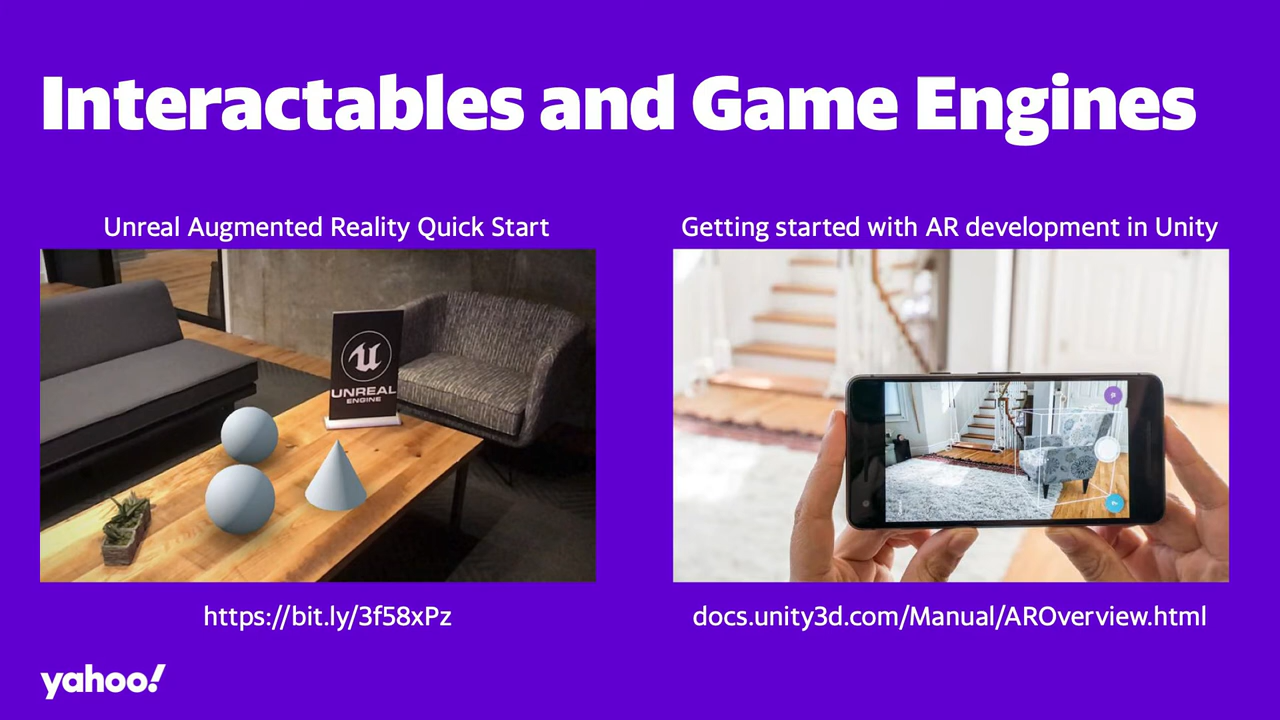 Interactables and Game Engines
Unreal Augmented Reality Quick Start
Getting started with AR development in Unity
UNREAL
ENGINE
https://bit.ly/3f58xPz
docs.unity3d.com/Manual/AROverview.html
yahoo!